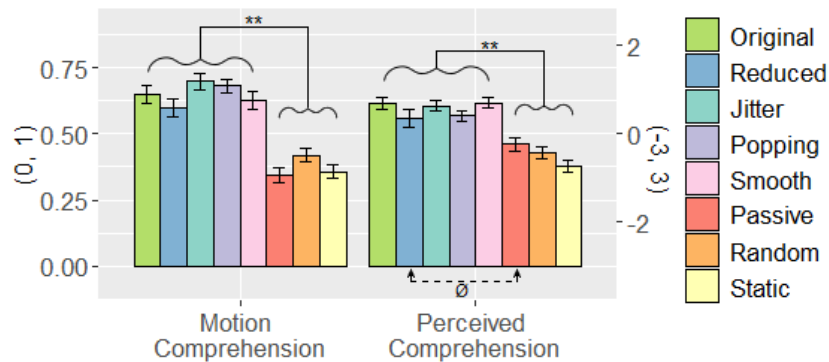 **
**
0.75
0.50
0.25
0.00
(0, 1)
2
0
-2
(-3, 3)
Ø
Motion
Comprehension
Perceived
Comprehension
Original
Reduced
Jitter
Popping
Smooth
Passive
Random
Static